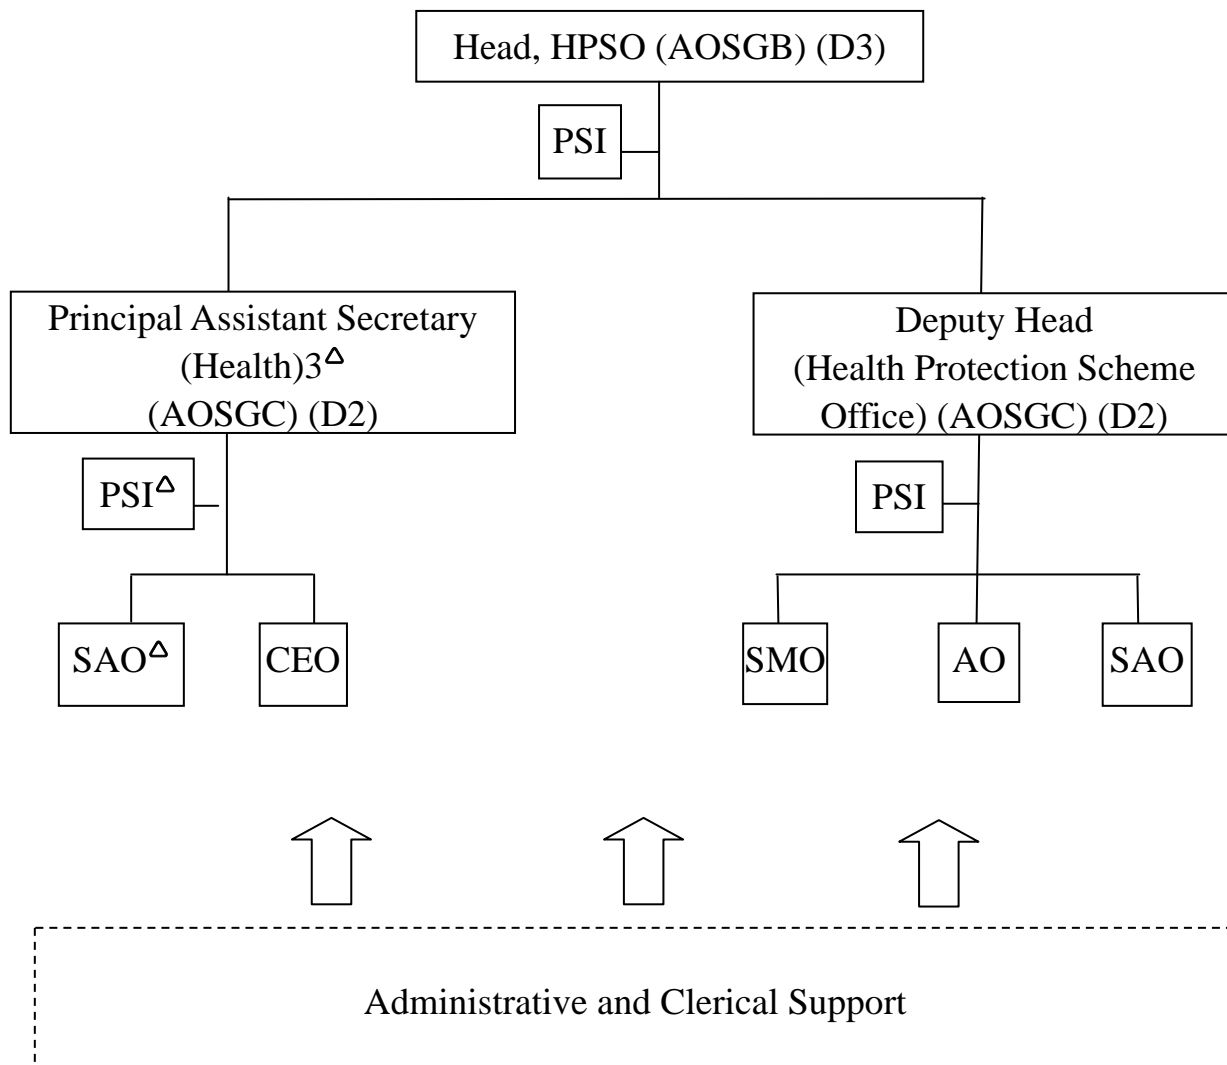 Head, HPSO (AOSGB) (D3)
PSI
Principal Assistant Secretary
(Health)3△
(AOSGC) (D2)
Deputy Head
(Health Protection Scheme
Office) (AOSGC) (D2)
PSI△
PSI
SAO△
CEO
SMO
AO
SAO
Administrative and Clerical Support